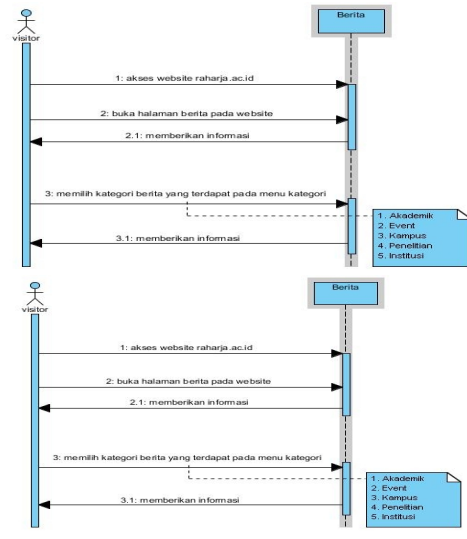 Berita
visitor
1: akses website raharja.ac.id
2: buka halaman berita pada website
2.1: memberikan informasi
3: memilih kategori berita yang terdapat pada menu kategori
1. Akademik
2. Event
3. Kampus
4. Penelitian
5. Institusi
3.1: memberikan informasi
Berita
visitor
1: akses website raharja.ac.id
2: buka halaman berita pada website
2.1: memberikan informasi
3: memilih kategori berita yang terdapat pada menu kategori
1. Akademik
2. Event
3. Kampus
4. Penelitian
5. Institusi
3.1: memberikan informasi